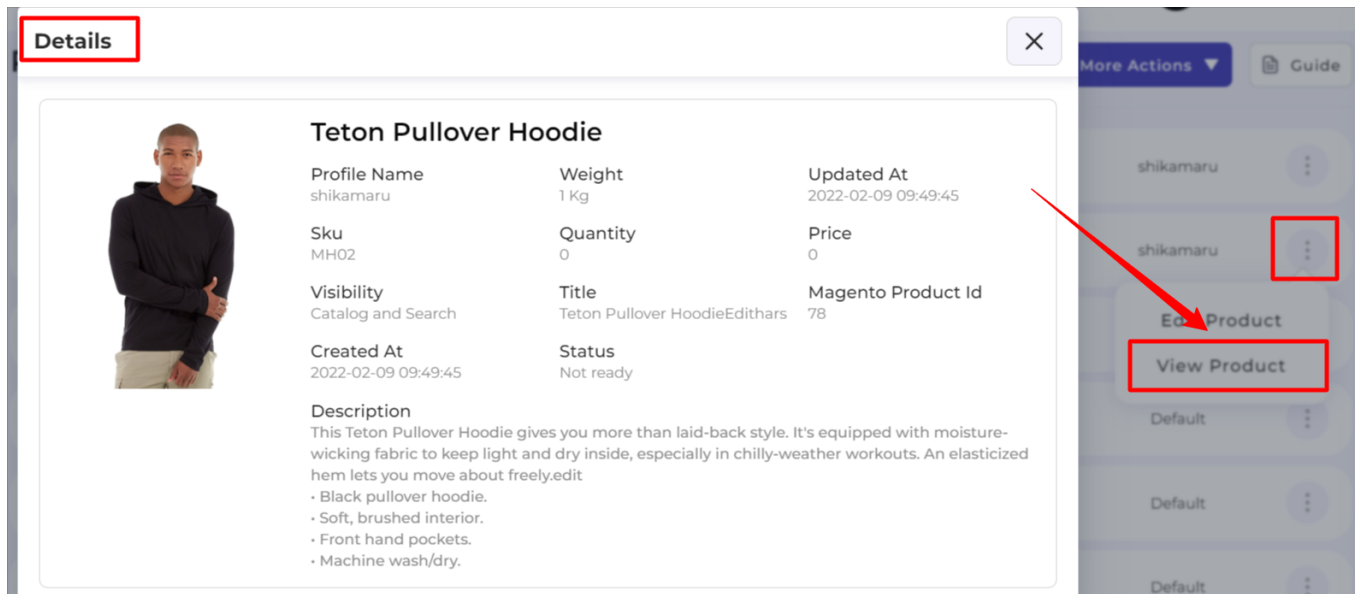 Details
More Actions
Guide
Teton Pullover Hoodie
Profile Name
shikamaru
Weight
1 Kg
Updated At
2022-02-09 09:49:45
Sku
MH02
Quantity
0
Price
0
Visibility
Catalog and Search
Title
Teton Pullover HoodieEdithars
Magento Product Id
78
Created At
2022-02-09 09:49:45
Status
Not ready
Description
This Teton Pullover Hoodie gives you more than laid-back style. It's equipped with moisture-
wicking fabric to keep light and dry inside, especially in chilly-weather workouts. An elasticized
hem lets you move about freely.edit
• Black pullover hoodie.
• Soft, brushed interior.
• Front hand pockets.
• Machine wash/dry.
shikamaru
shikamaru
Edit Product
View Product
Default
Default
Default